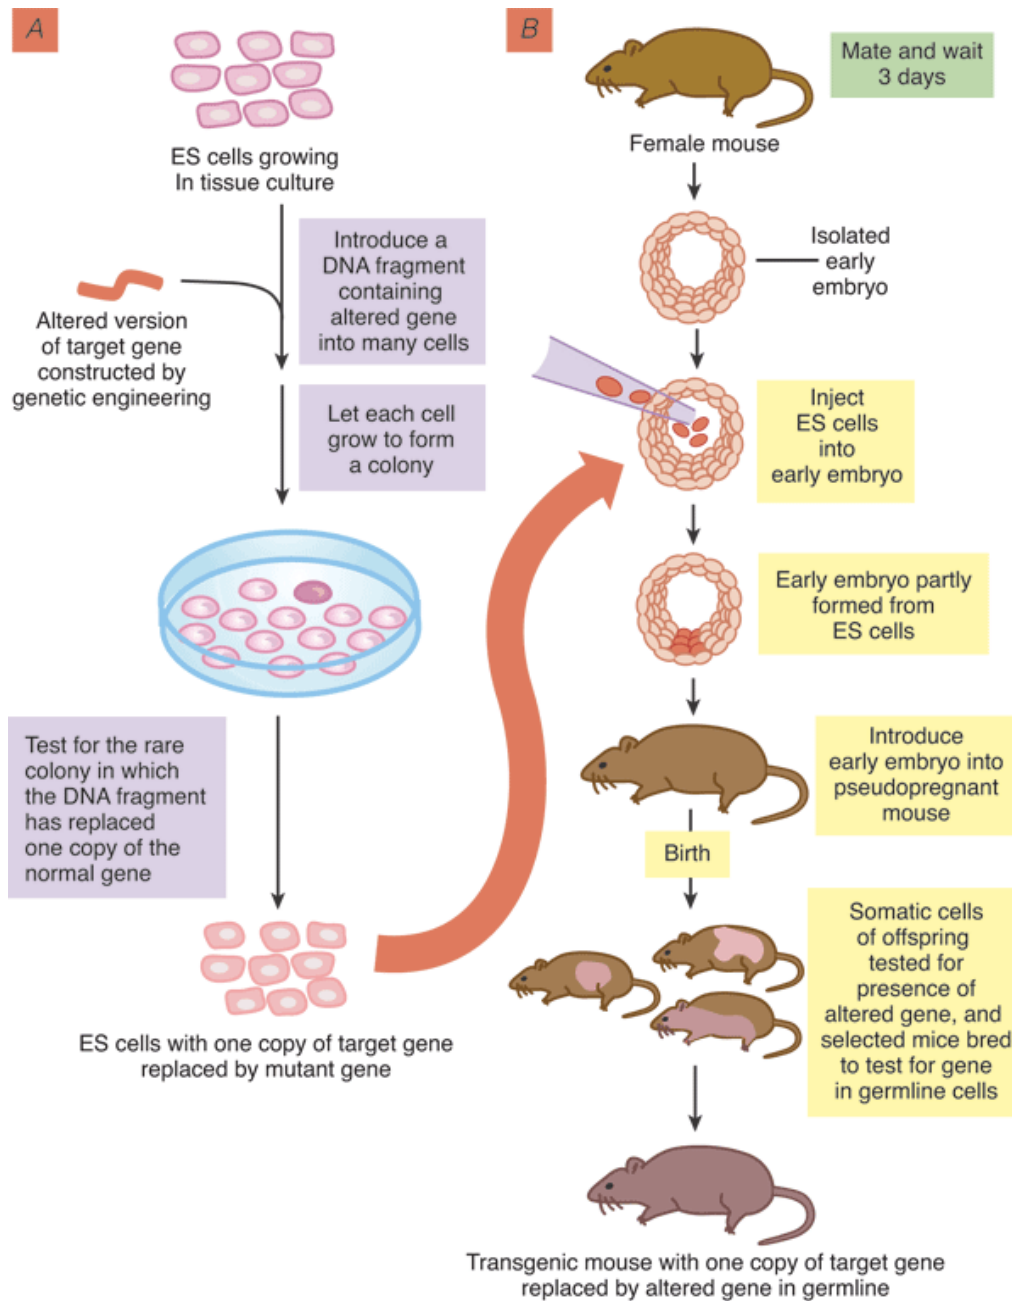 A
ES cells growing
In tissue culture
Introduce a
DNA fragment
containing
altered gene
into many cells
Altered version
of target gene
constructed by
genetic engineering
Let each cell
grow to form
a colony
Test for the rare
colony in which
the DNA fragment
has replaced
one copy of the
normal gene
ES cells with one copy of target gene
replaced by mutant gene
B
Mate and wait
3 days
Female mouse
Isolated
early
embryo
Inject
ES cells
into
early embryo
Early embryo partly
formed from
ES cells
Introduce
early embryo into
pseudopregnant
mouse
Birth
Somatic cells
of offspring
tested for
presence of
altered gene, and
selected mice bred
to test for gene
in germline cells
Transgenic mouse with one copy of target gene
replaced by altered gene in germline